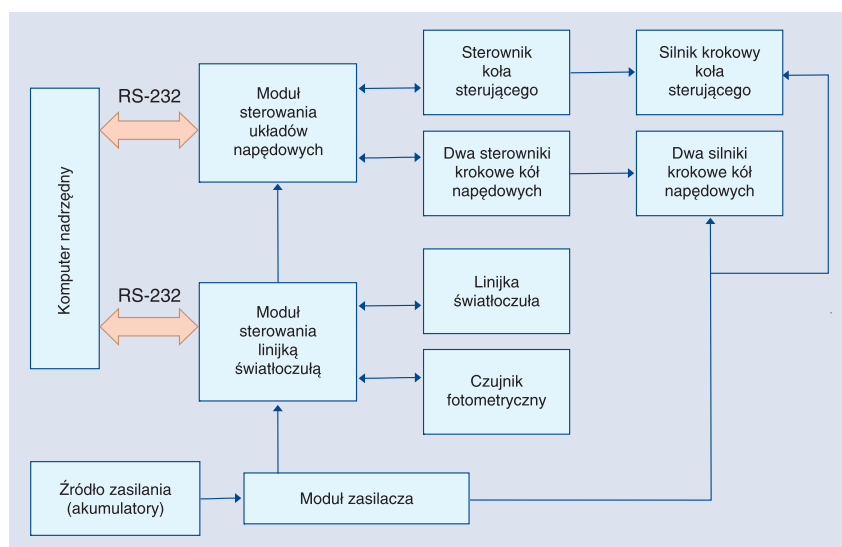 Komputer nadrzędny
RS-232
Moduł
sterowania
układów
napędowych
Sterownik
koła
sterującego
Silnik krokowy
koła
sterującego
Dwa sterowniki
krokowe kół
napędowych
Dwa silniki
krokowe kół
napędowych
RS-232
Moduł
sterowania
linijką
światłoczułą
Linijka
światłoczuła
Czujnik
fotometryczny
Źródło zasilania
(akumulatory)
Moduł zasilacza